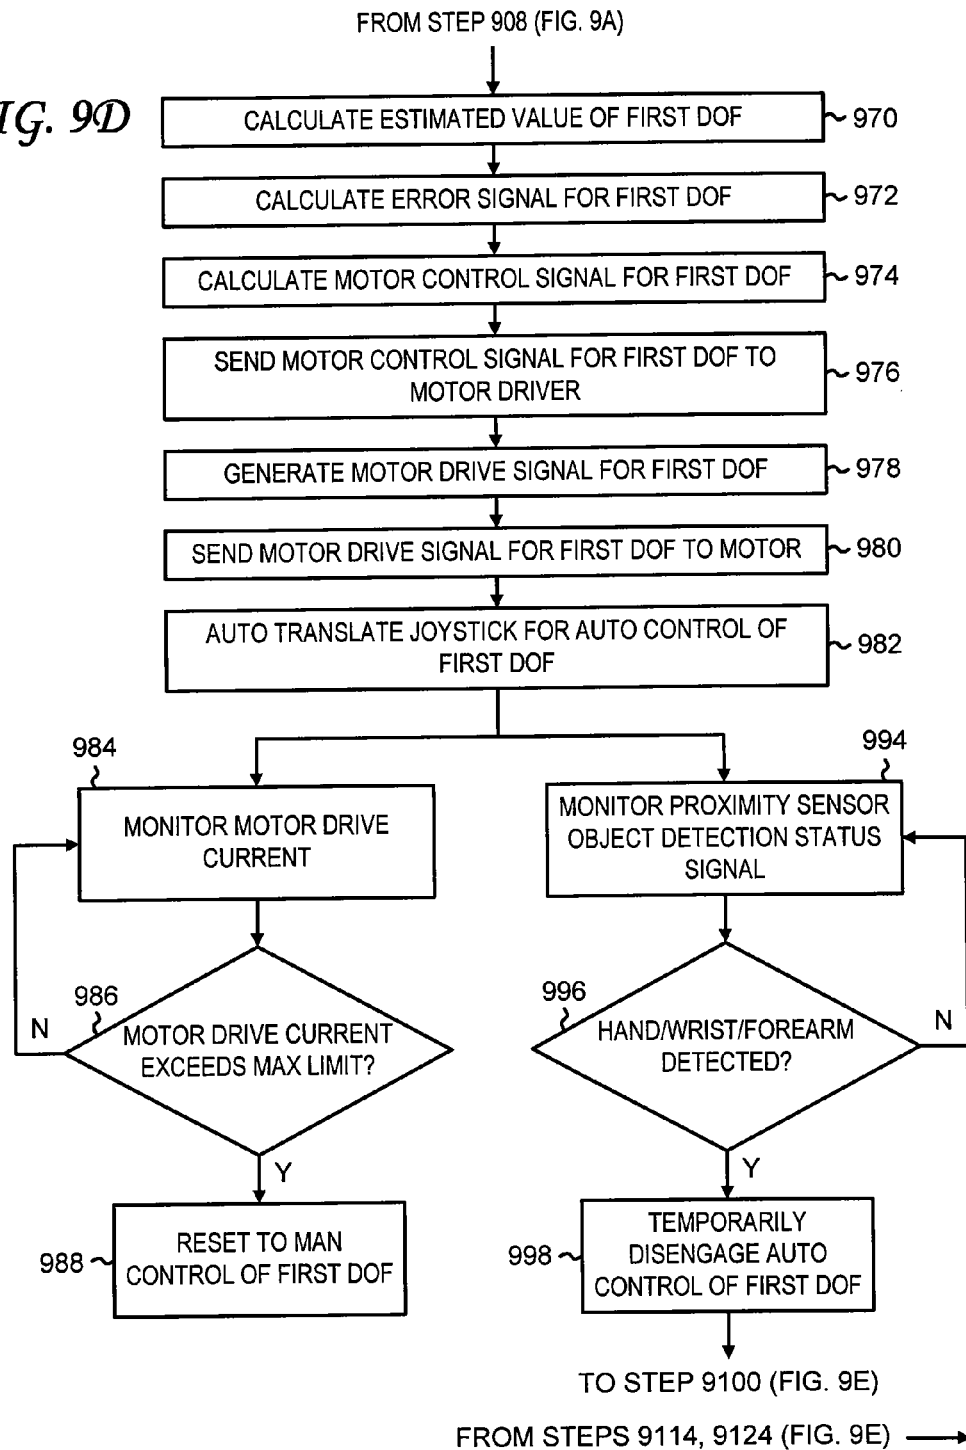 FROM STEP 908 (FIG. 9A)
IG. 9D
CALCULATE ESTIMATED VALUE OF FIRST DOF
970
CALCULATE ERROR SIGNAL FOR FIRST DOF
972
CALCULATE MOTOR CONTROL SIGNAL FOR FIRST DOF
974
SEND MOTOR CONTROL SIGNAL FOR FIRST DOF TO
MOTOR DRIVER
976
GENERATE MOTOR DRIVE SIGNAL FOR FIRST DOF
978
SEND MOTOR DRIVE SIGNAL FOR FIRST DOF TO MOTOR
980
AUTO TRANSLATE JOYSTICK FOR AUTO CONTROL OF
FIRST DOF
982
984
MONITOR MOTOR DRIVE
CURRENT
986
N
MOTOR DRIVE CURRENT
EXCEEDS MAX LIMIT?
Y
988
RESET TO MAN
CONTROL OF FIRST DOF
994
MONITOR PROXIMITY SENSOR
OBJECT DETECTION STATUS
SIGNAL
996
HAND/WRIST/FOREARM
DETECTED?
N
Y
998
TEMPORARILY
DISENGAGE AUTO
CONTROL OF FIRST DOF
TO STEP 9100 (FIG. 9E)
FROM STEPS 9114, 9124 (FIG. 9E)